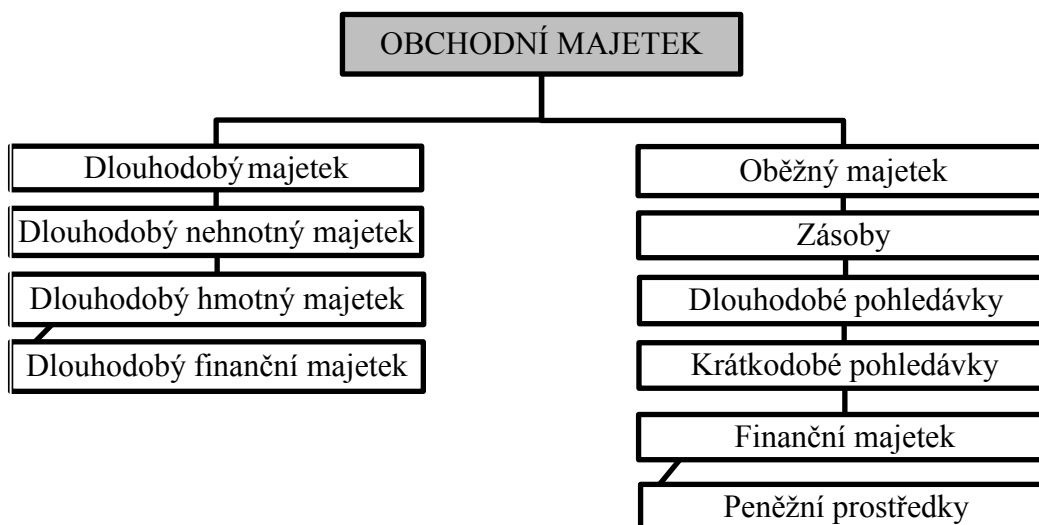 OBCHODNÍ MAJETEK
Dlouhodobý majetek
Dlouhodobý nehnotný majetek
Dlouhodobý hmotný majetek
Dlouhodobý finanční majetek
Oběžný majetek
Zásoby
Dlouhodobé pohledávky
Krátkodobé pohledávky
Finanční majetek
Peněžní prostředky